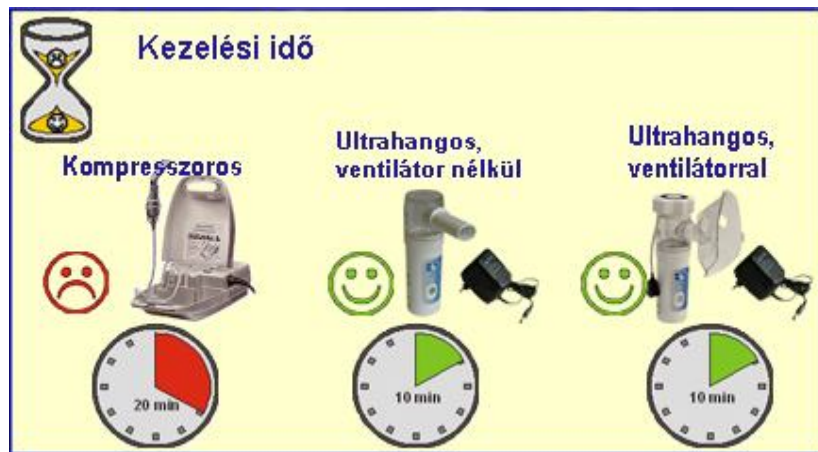 Kezelési idő
Kompresszoros
Ultrahangos,
ventilátor nélkül
Ultrahangos,
ventilátorral
20 min
10 min
10 min